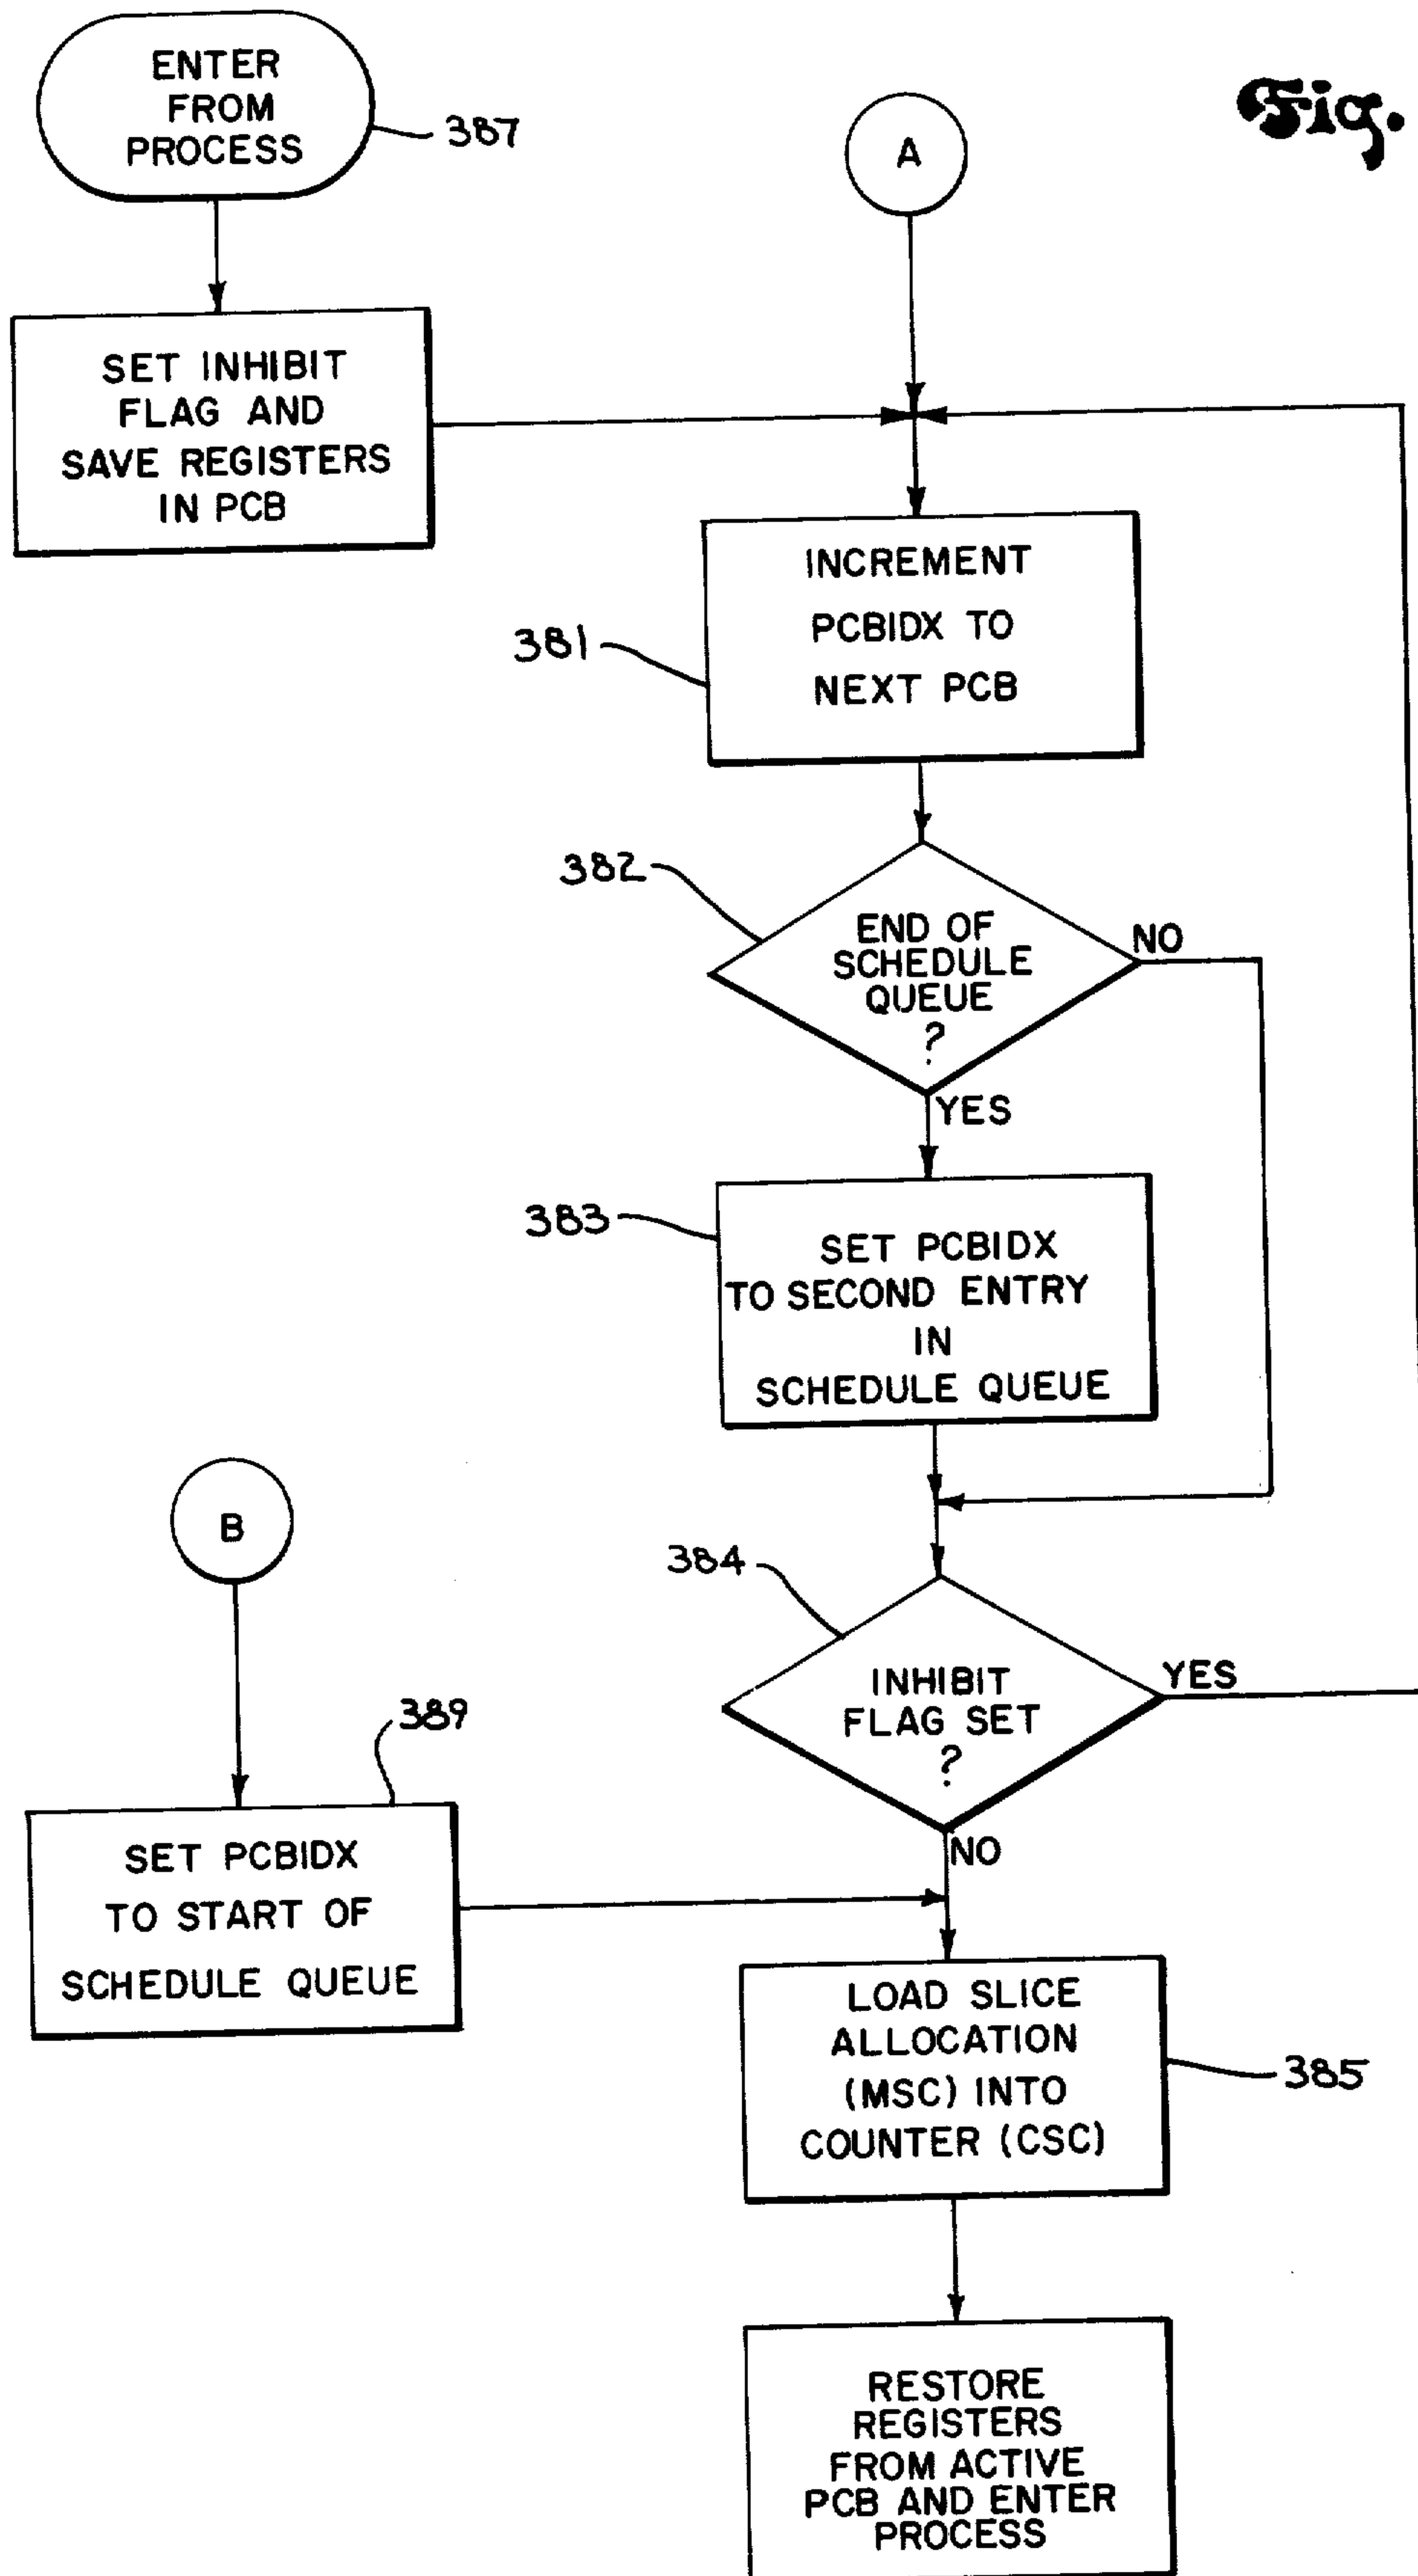 Fig.
ENTER
FROM
PROCESS
387
A
SET INHIBIT
FLAG AND
SAVE REGISTERS
IN PCB
INCREMENT
PCBIDX TO
NEXT PCB
381
382
END OF
SCHEDULE
QUEUE
?
NO
YES
383
SET PCBIDX
TO SECOND ENTRY
IN
SCHEDULE QUEUE
B
384
INHIBIT
FLAG SET
?
YES
NO
389
SET PCBIDX
TO START OF
SCHEDULE QUEUE
LOAD SLICE
ALLOCATION
(MSC) INTO
COUNTER (CSC)
385
RESTORE
REGISTERS
FROM ACTIVE
PCB AND ENTER
PROCESS